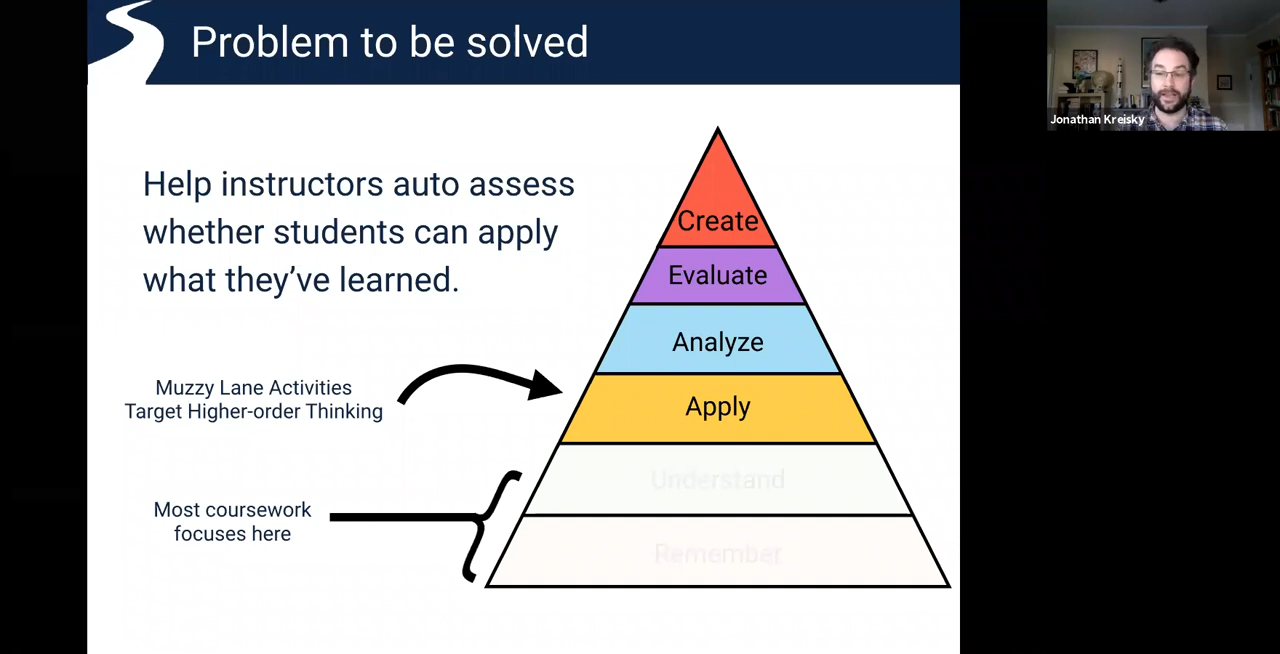 Problem to be solved
Help instructors auto assess
whether students can apply
what they’ve learned.
Muzzy Lane Activities
Target Higher-order Thinking
Most coursework
focuses here
Create
Evaluate
Analyze
Apply
Understand
Remember
Jonathan Kreisky